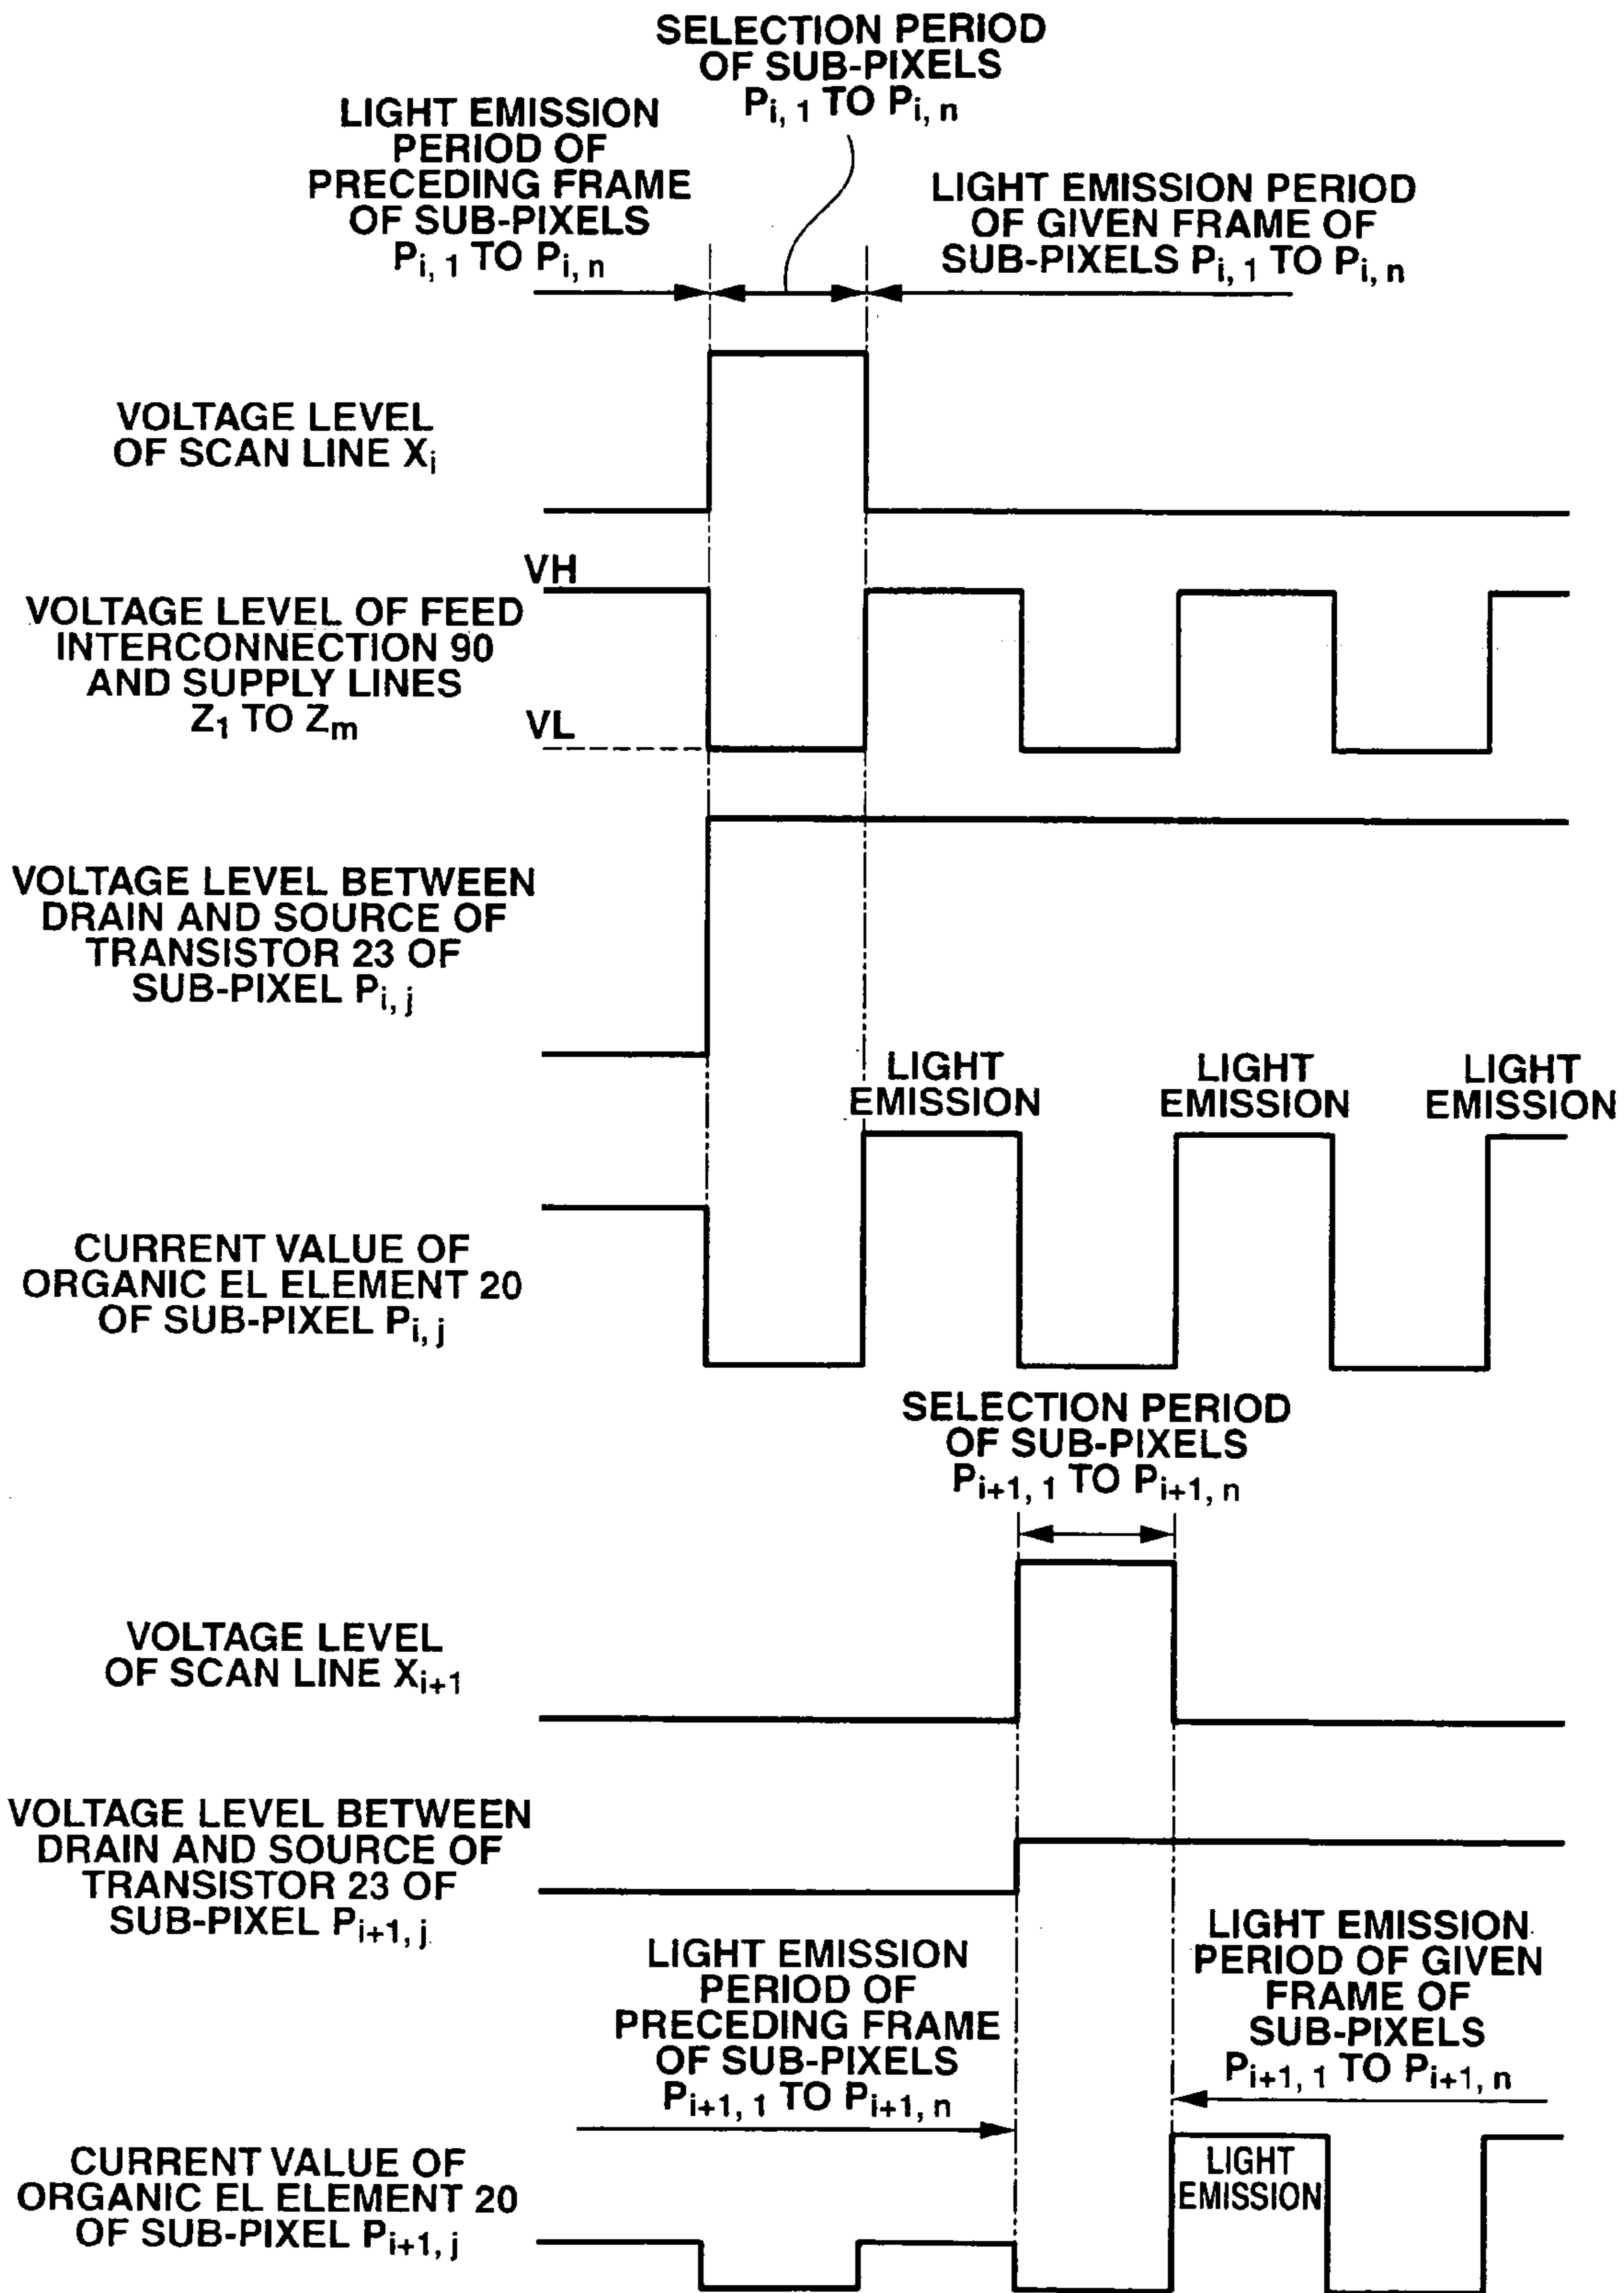 SELECTION PERIOD
OF SUB-PIXELS
Pi, 1 TO Pi, n
LIGHT EMISSION
PERIOD OF
PRECEDING FRAME
OF SUB-PIXELS
Pi, 1 TO Pi, n
LIGHT EMISSION PERIOD
OF GIVEN FRAME OF
SUB-PIXELS Pi, 1 TO Pi, n
VOLTAGE LEVEL
OF SCAN LINE Xi
VH
VOLTAGE LEVEL OF FEED
INTERCONNECTION 90
AND SUPPLY LINES
Z1 TO Zm
VL
VOLTAGE LEVEL BETWEEN
DRAIN AND SOURCE OF
TRANSISTOR 23 OF
SUB-PIXEL Pi, j
LIGHT
EMISSION
LIGHT
EMISSION
LIGHT
EMISSION
CURRENT VALUE OF
ORGANIC EL ELEMENT 20
OF SUB-PIXEL Pi, j
SELECTION PERIOD
OF SUB-PIXELS
Pi+1, 1 TO Pi+1, n
VOLTAGE LEVEL
OF SCAN LINE Xi+1
VOLTAGE LEVEL BETWEEN
DRAIN AND SOURCE OF
TRANSISTOR 23 OF
SUB-PIXEL Pi+1, j
LIGHT EMISSION
PERIOD OF
PRECEDING FRAME
OF SUB-PIXELS
Pi+1, 1 TO Pi+1, n
LIGHT EMISSION
PERIOD OF GIVEN
FRAME OF
SUB-PIXELS
Pi+1, 1 TO Pi+1, n
CURRENT VALUE OF
ORGANIC EL ELEMENT 20
OF SUB-PIXEL Pi+1, j
LIGHT
EMISSION